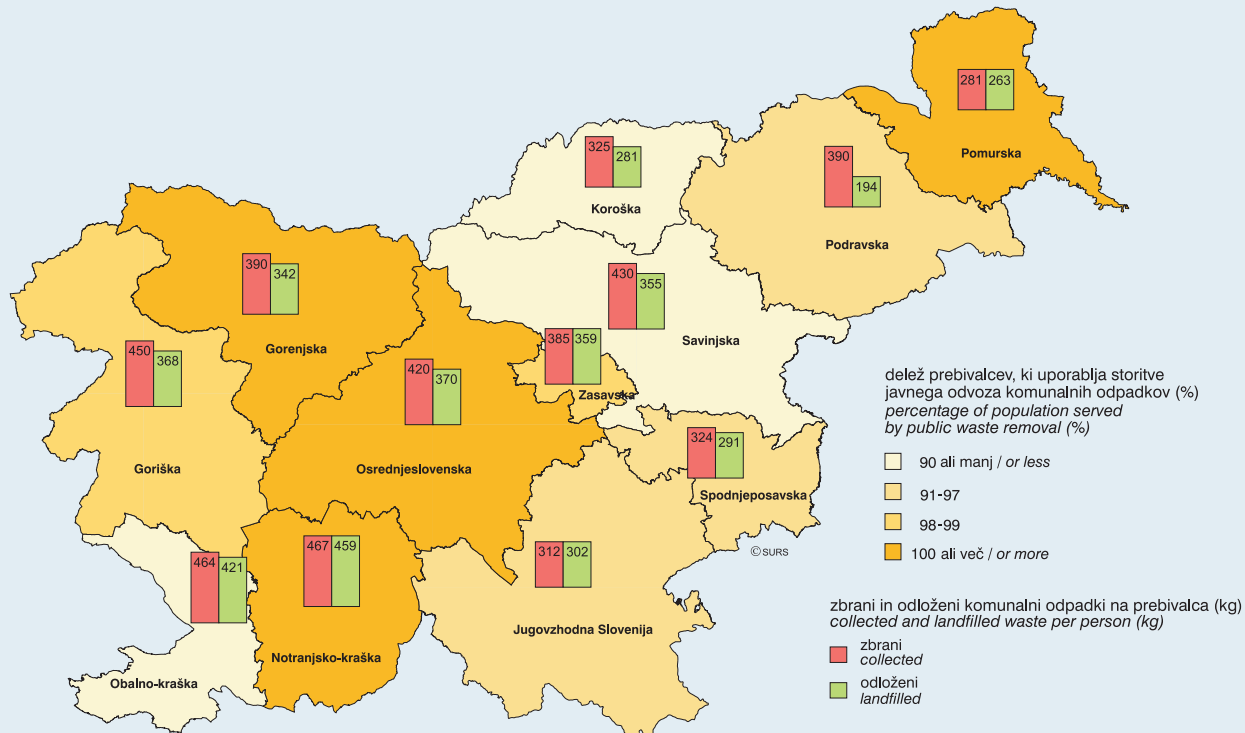 281 263
Pomurska
325 281
Koroška
390 194
Podravska
390 342
Gorenjska
430 355
Savinjska
450 368
Goriška
420 370
Osrednjeslovenska
385 359
Zasavska
324 291
Spodnjeposavska
464 421
Obalno-kraška
467 459
Notranjsko-kraška
312 302
Jugovzhodna Slovenija
© SURS
delež prebivalcev, ki uporablja storitve
javnega odvoza komunalnih odpadkov (%)
percentage of population served
by public waste removal (%)
90 ali manj / or less
91-97
98-99
100 ali več / or more
zbrani in odloženi komunalni odpadki na prebivalca (kg)
collected and landfilled waste per person (kg)
zbrani
collected
odloženi
landfilled